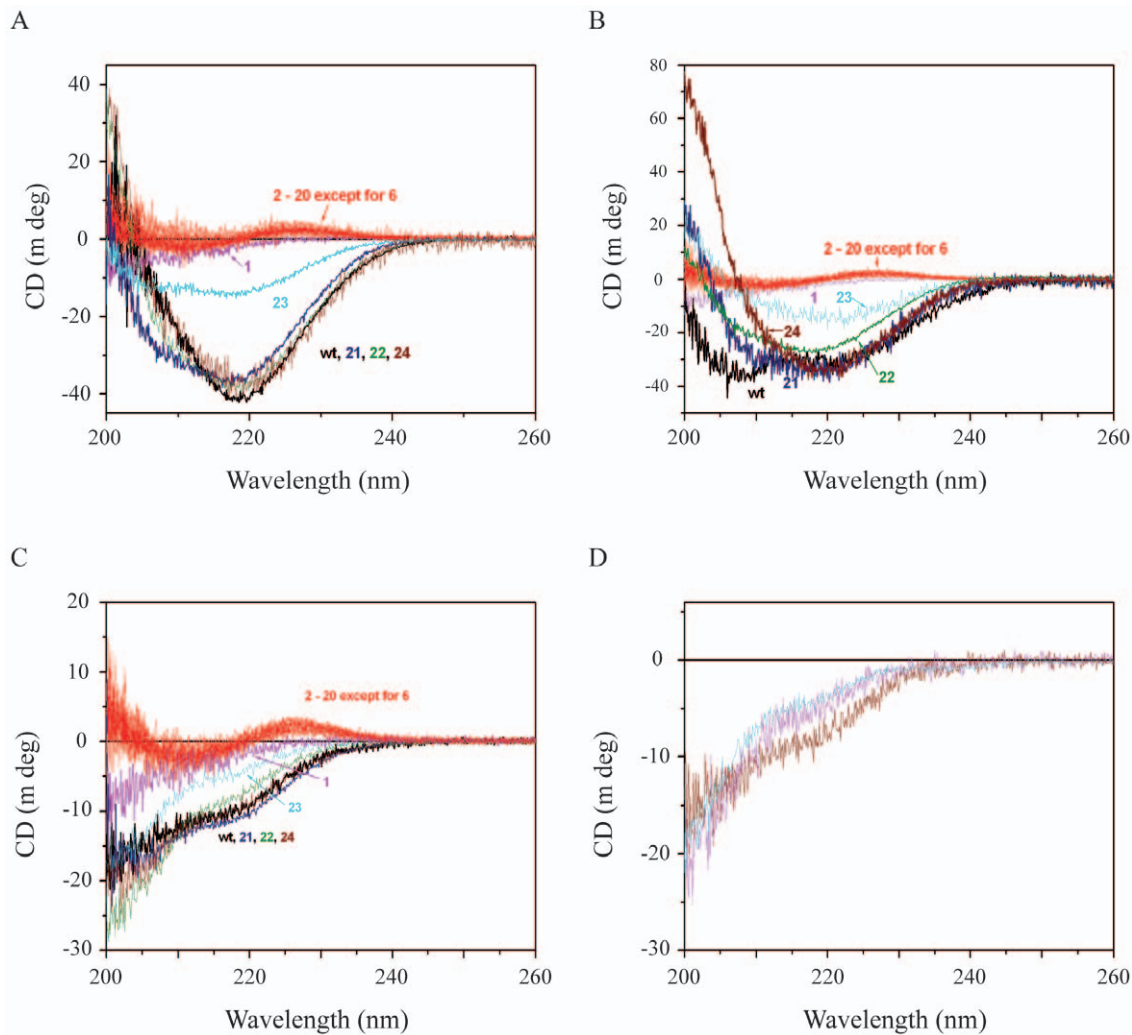 A
40
20
0
-20
-40
CD (m deg)
2 - 20 except for 6
1
23
wt, 21, 22, 24
200
220
240
260
Wavelength (nm)
B
80
60
40
20
0
-20
-40
CD (m deg)
2 - 20 except for 6
1
23
24
22
21
wt
200
220
240
260
Wavelength (nm)
C
20
10
0
-10
-20
-30
CD (m deg)
2 - 20 except for 6
1
23
wt, 21, 22, 24
200
220
240
260
Wavelength (nm)
D
0
-10
-20
-30
CD (m deg)
200
220
240
260
Wavelength (nm)